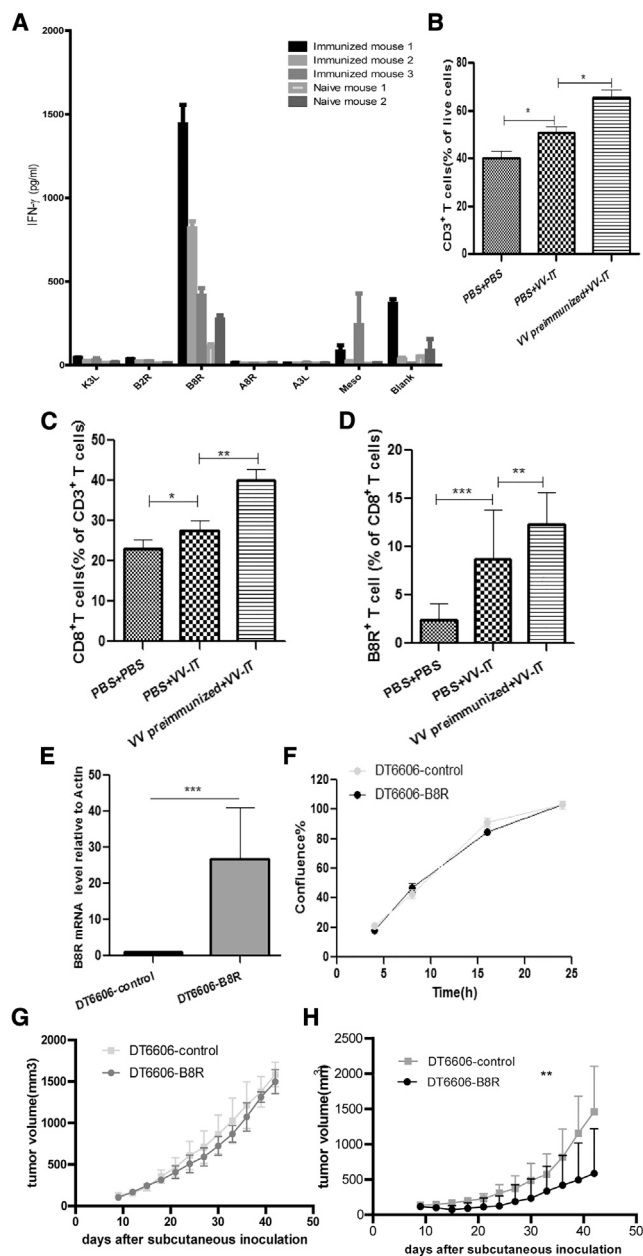 A
2000
1500
1000
500
0
IFN-γ (pg/ml)
Immunized mouse 1
Immunized mouse 2
Immunized mouse 3
Naive mouse 1
Naive mouse 2
K3L B2R B8R A8R A3L Meso Blank
B
CD3+ T cells(% of live cells)
80
60
40
20
0
*
*
PBS+PBS
PBS+VV-IT
VV preimmunized+VV-IT
C
CD8+T cells(% of CD3+ T cells)
50
40
30
20
10
0
*
**
PBS+PBS
PBS+VV-IT
VV preimmunized+VV-IT
D
B8R+ T cell (% of CD8+ T cells)
20
15
10
5
0
***
**
PBS+PBS
PBS+VV-IT
VV preimmunized+VV-IT
E
B8R mRNA level relative to Actin
50
40
30
20
10
0
***
DT6606-control
DT6606-B8R
F
DT6606-control
DT6606-B8R
Confluence%
120
100
80
60
40
20
0
0 5 10 15 20 25
Time(h)
G
tumor volume(mm3)
2000
1500
1000
500
0
DT6606-control
DT6606-B8R
0 10 20 30 40 50
days after subcutaneous inoculation
H
tumor volume(mm3)
2500
2000
1500
1000
500
0
DT6606-control
DT6606-B8R
**
0 10 20 30 40 50
days after subcutaneous inoculation